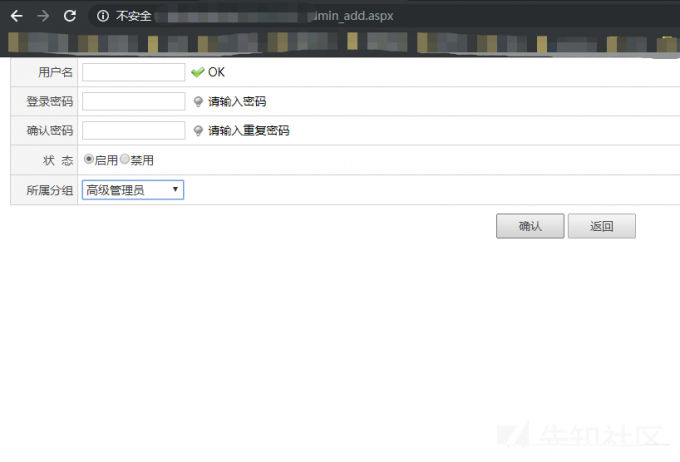 不安全 dmin_add.aspx
用户名 OK
登录密码 请输入密码
确认密码 请输入重复密码
状 态 启用 禁用
所属分组 高级管理员
确认 返回
先知社区